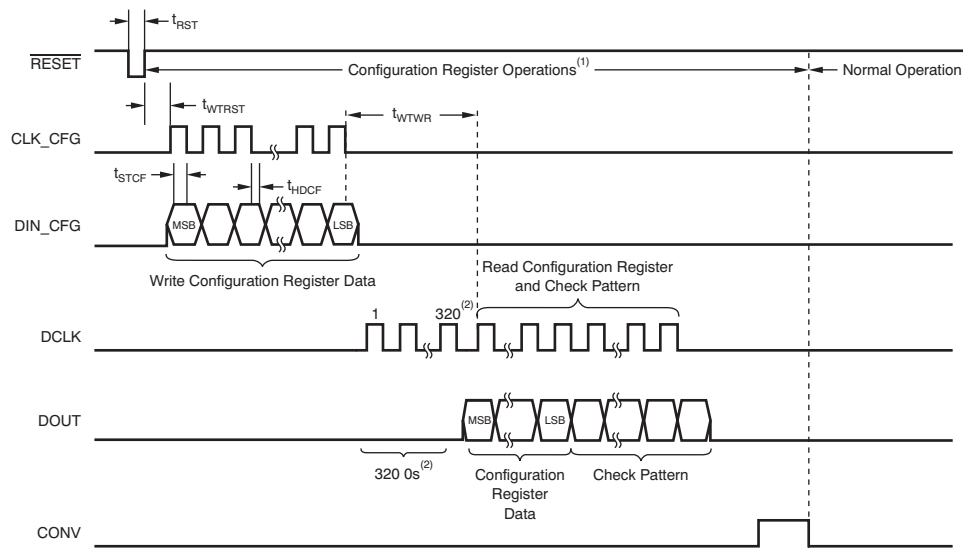 tRST
RESET
Configuration Register Operations(1)
Normal Operation
tWTRST
tWTWR
CLK_CFG
tSTCF
tHDCF
DIN_CFG
MSB
LSB
Write Configuration Register Data
Read Configuration Register
and Check Pattern
1
320(2)
DCLK
DOUT
MSB
LSB
320 0s(2)
Configuration
Register
Data
Check Pattern
CONV